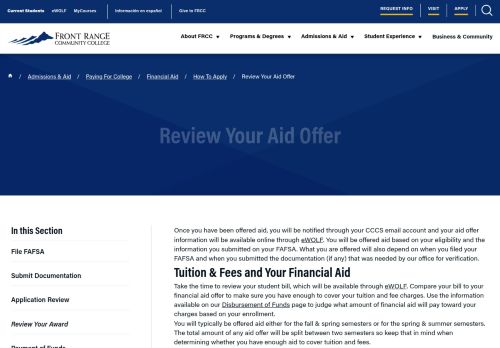 Current Students eWOLF MyCourses Información en español Give to FRCC REQUEST INFO VISIT APPLY
FRONT RANGE
COMMUNITY COLLEGE
About FRCC Programs & Degrees Admissions & Aid Student Experience Business & Community
/ Admissions & Aid / Paying For College / Financial Aid / How To Apply / Review Your Aid Offer
Review Your Aid Offer
In this Section
File FAFSA
Submit Documentation
Application Review
Review Your Award
Payment of Funds
Once you have been offered aid, you will be notified through your CCCS email account and your aid offer
information will be available online through eWOLF. You will be offered aid based on your eligibility and the
information you submitted on your FAFSA. What you are offered will also depend on when you filed your
FAFSA and when you submitted the documentation (if any) that was needed by our office for verification.
Tuition & Fees and Your Financial Aid
Take the time to review your student bill, which will be available through eWOLF. Compare your bill to your
financial aid offer to make sure you have enough to cover your tuition and fee charges. Use the information
available on our Disbursement of Funds page to judge what amount of financial aid will pay toward your
charges based on your enrollment.
You will typically be offered aid either for the fall & spring semesters or for the spring & summer semesters.
The total amount of any aid offer will be split between two semesters so keep that in mind when
determining whether you have enough aid to cover tuition and fees.